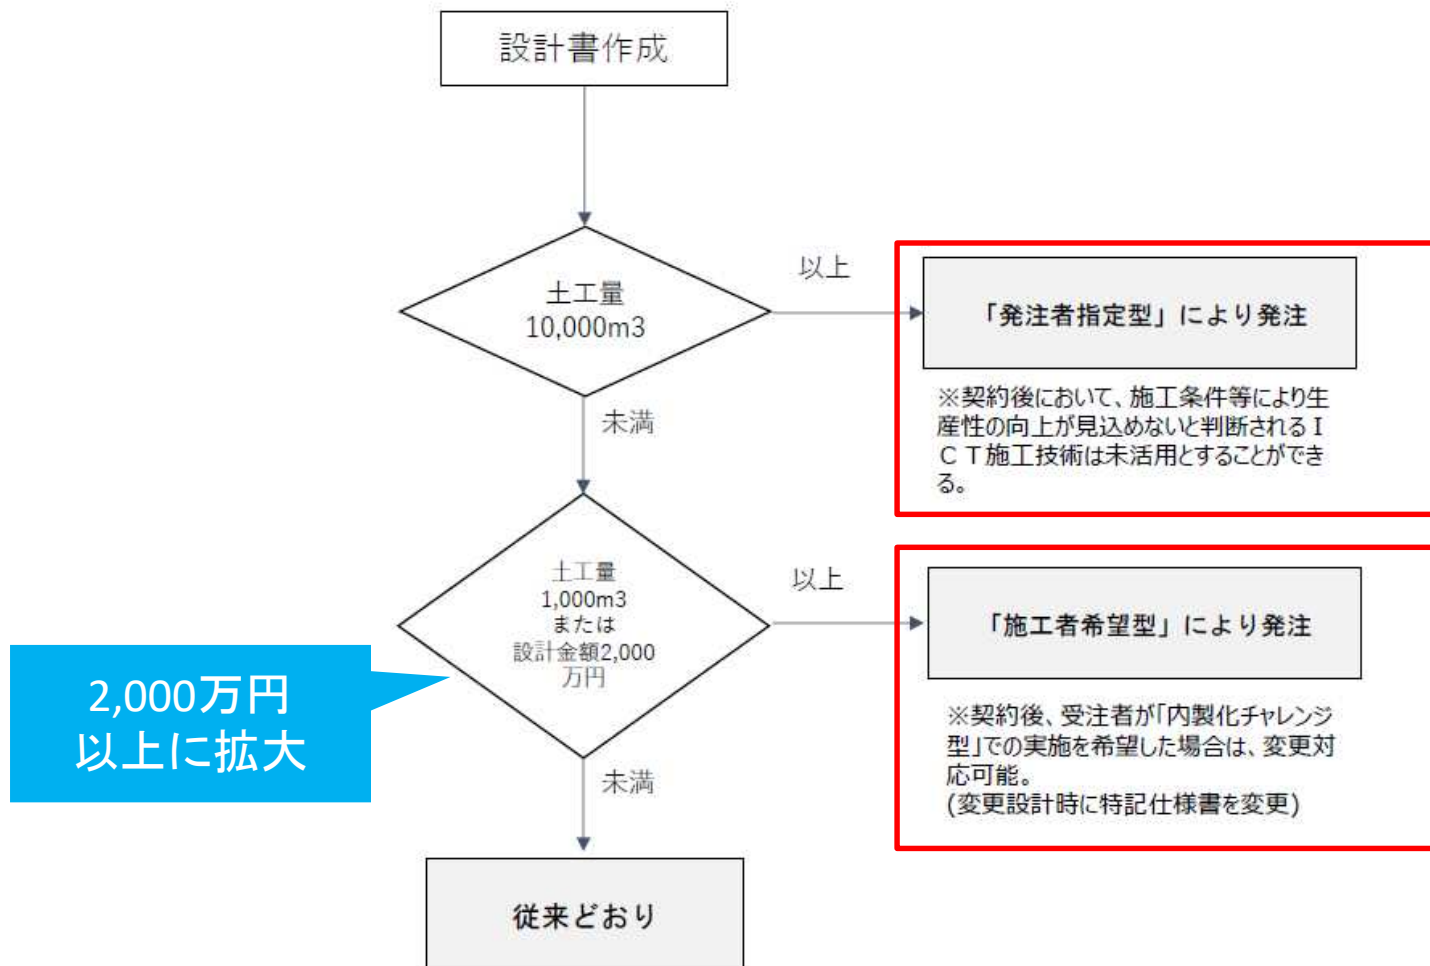 設計書作成
土工量
10,000m3
以上
「発注者指定型」により発注
※契約後において、施工条件等により生
産性の向上が見込めないと判断されるI
CT施工技術は未活用とすることができ
る。
未満
土工量
1,000m3
または
設計金額2,000
万円
以上
「施工者希望型」により発注
※契約後、受注者が「内製化チャレンジ
型」での実施を希望した場合は、変更対
応可能。
(変更設計時に特記仕様書を変更)
2,000万円
以上に拡大
未満
従来どおり